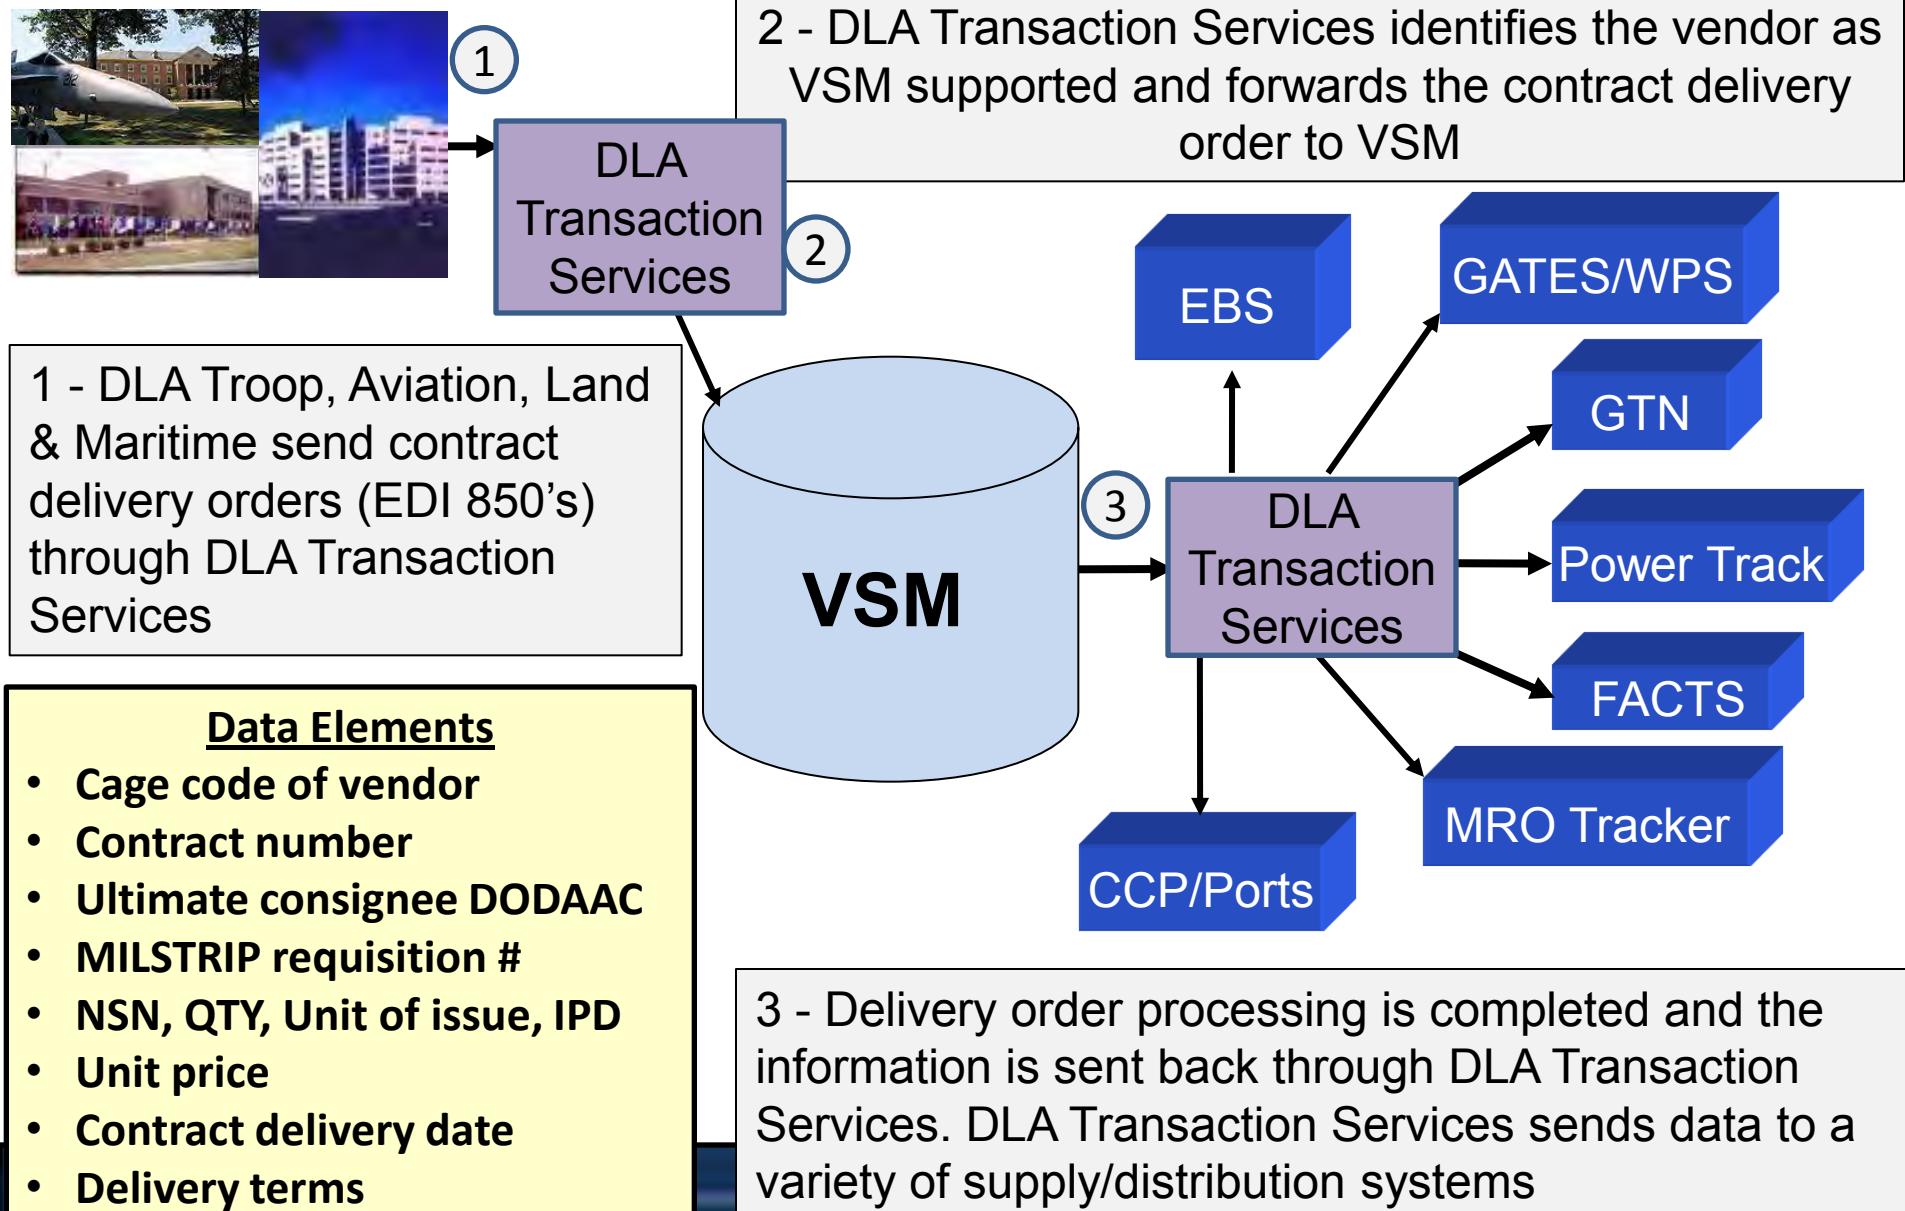 1
2 - DLA Transaction Services identifies the vendor as
VSM supported and forwards the contract delivery
order to VSM
DLA
Transaction
Services
2
1 - DLA Troop, Aviation, Land
& Maritime send contract
delivery orders (EDI 850’s)
through DLA Transaction
Services
VSM
3
DLA
Transaction
Services
EBS
GATES/WPS
GTN
Power Track
FACTS
MRO Tracker
CCP/Ports
Data Elements
• Cage code of vendor
• Contract number
• Ultimate consignee DODAAC
• MILSTRIP requisition #
• NSN, QTY, Unit of issue, IPD
• Unit price
• Contract delivery date
• Delivery terms
3 - Delivery order processing is completed and the
information is sent back through DLA Transaction
Services. DLA Transaction Services sends data to a
variety of supply/distribution systems